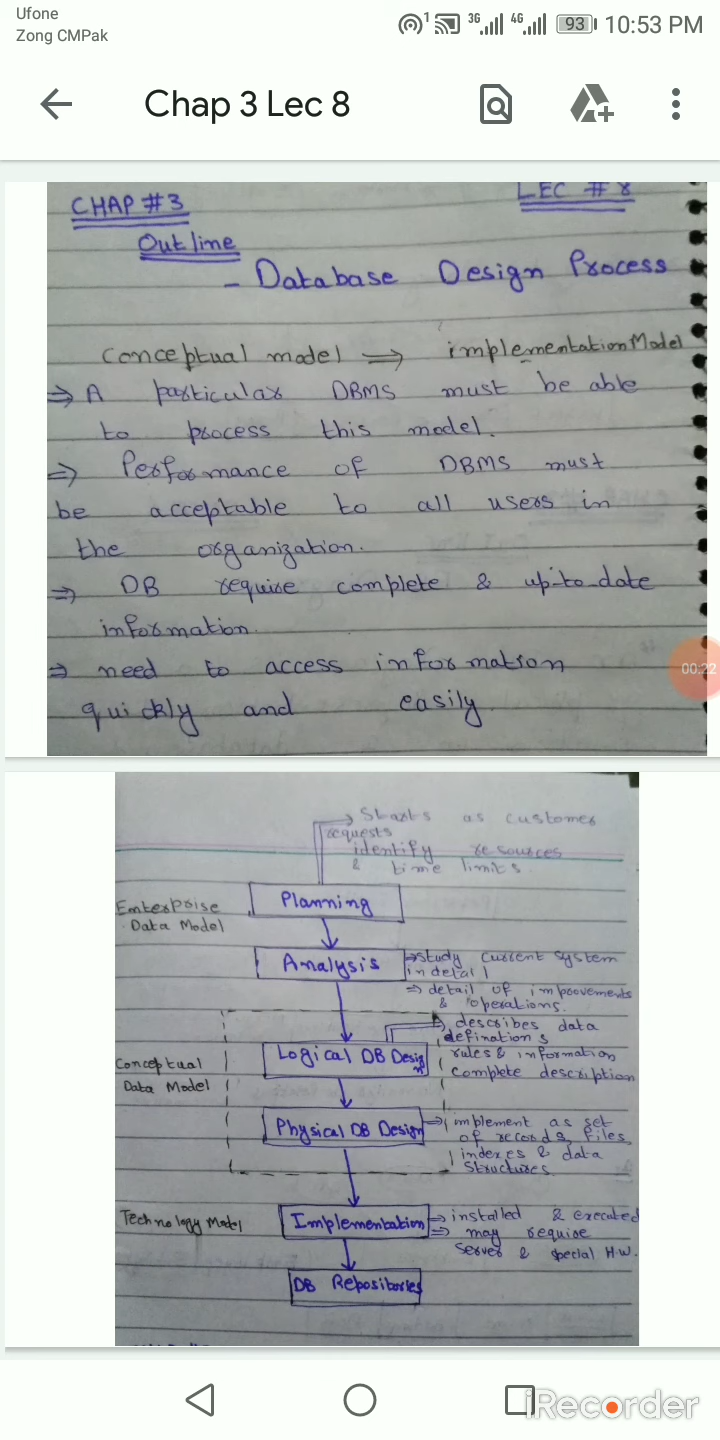 Ufone
Zong CMPak
1 3G 4G 93 10:53 PM
Chap 3 Lec 8
CHAP #3
LEC #8
Outline
- Database Design Process
Conceptual model ⇒ implementationModel
⇒ A particular DBMS must be able
to process this model.
⇒ Performance of DBMS must
be acceptable to all users in
the organization.
⇒ DB require complete & up-to-date
information.
⇒ need to access information
00:22
quickly and easily
→ Starts as customer
requests
identify resources
& time limits.
Planning
Enterprise
Data Model
Analysis
⇒study current system
in detail
⇒ detail of improvements
& operations.
→ describes data
definations
rules & information
complete description
Logical DB Design
Conceptual
Data Model
Physical DB Design
⇒ implement as set
of records, files,
indexes & data
structures.
Technology Model
Implementation
⇒ installed & executed
⇒ may require
server & special H.W.
DB Repositories
iRecorder